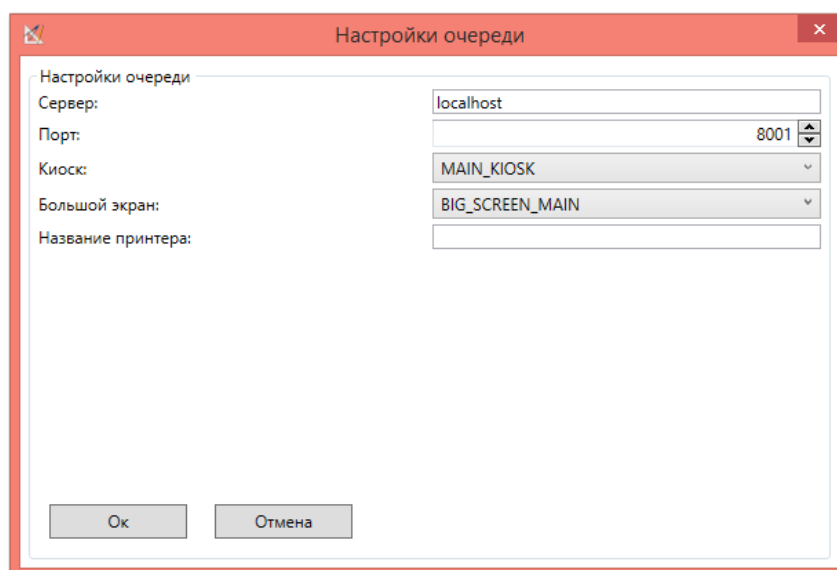 Настройки очереди
Настройки очереди
Сервер: localhost
Порт: 8001
Киоск: MAIN_KIOSK
Большой экран: BIG_SCREEN_MAIN
Название принтера:
Ок Отмена